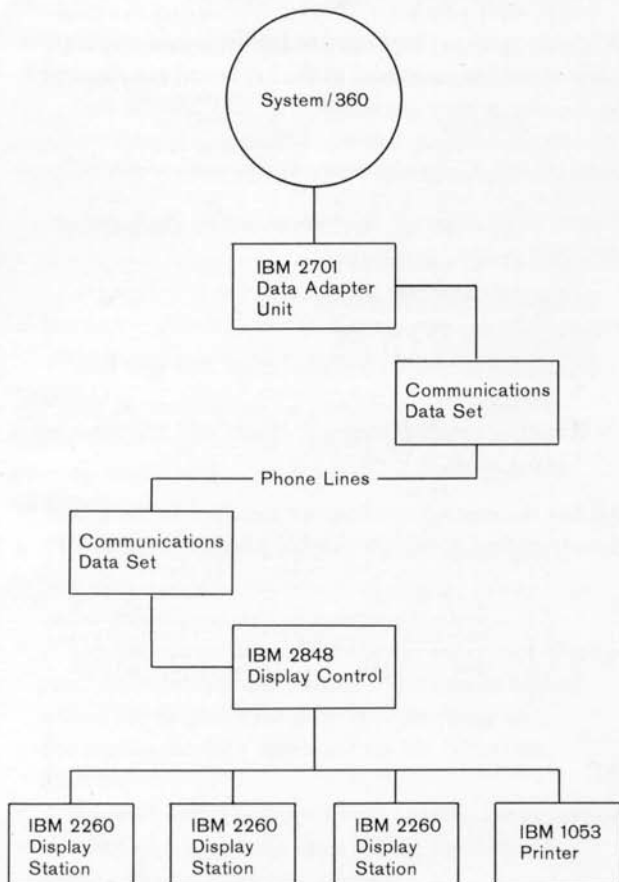 System/360
IBM 2701
Data Adapter
Unit
Communications
Data Set
Phone Lines
Communications
Data Set
IBM 2848
Display Control
IBM 2260
Display
Station
IBM 2260
Display
Station
IBM 2260
Display
Station
IBM 1053
Printer